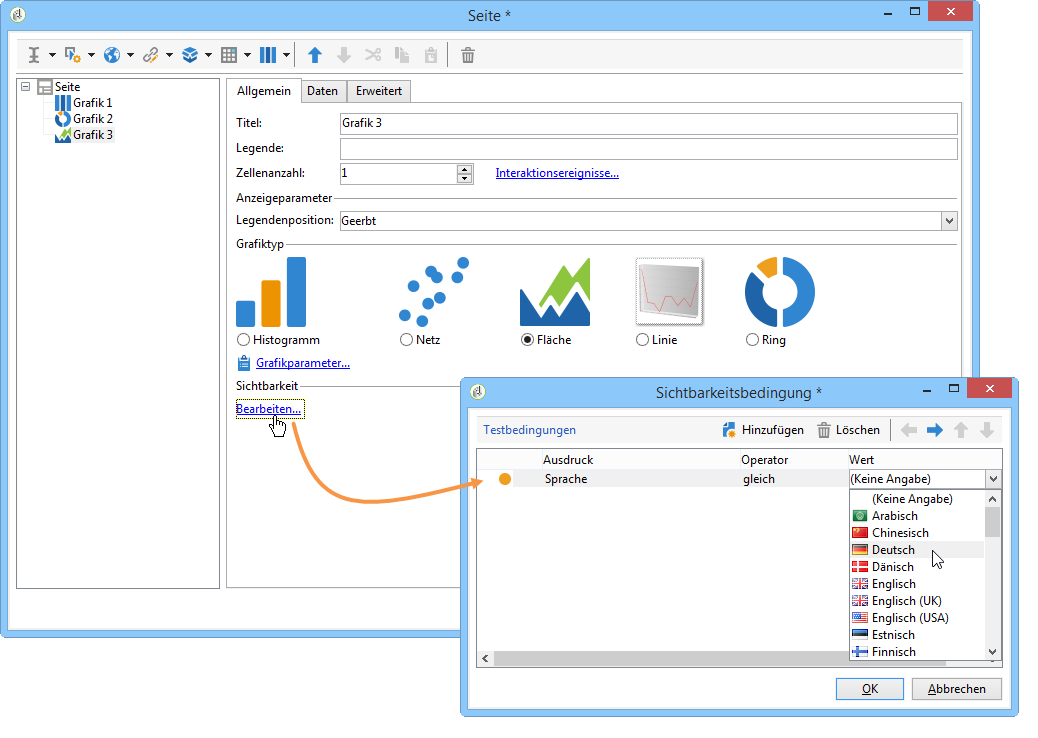 Seite *
Seite
Grafik 1
Grafik 2
Grafik 3
Allgemein Daten Erweitert
Titel: Grafik 3
Legende:
Zellenanzahl: 1 Interaktionsereignisse...
Anzeigeparameter
Legendenposition: Geerbt
Grafiktyp
Histogramm Netz Fläche Linie Ring
Grafikparameter...
Sichtbarkeit
Bearbeiten...
Sichtbarkeitsbedingung *
Testbedingungen Hinzufügen Löschen
Ausdruck Operator Wert
Sprache gleich (Keine Angabe)
(Keine Angabe)
Arabisch
Chinesisch
Deutsch
Dänisch
Englisch
Englisch (UK)
Englisch (USA)
Estnisch
Finnisch
OK Abbrechen